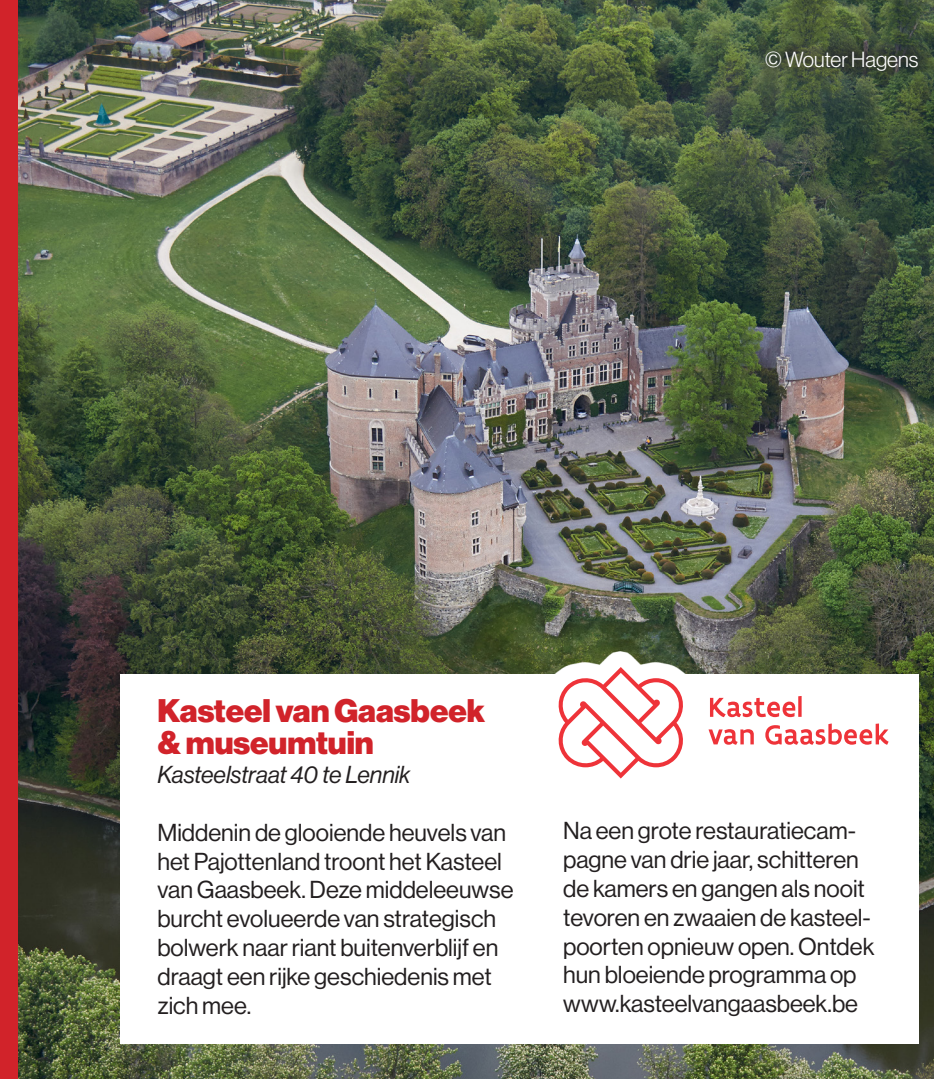 © Wouter Hagens
Kasteel van Gaasbeek
& museumtuin
Kasteelstraat 40 te Lennik
Middenin de glooiende heuvels van
het Pajottenland troont het Kasteel
van Gaasbeek. Deze middeleeuwse
burcht evolueerde van strategisch
bolwerk naar riant buitenverblijf en
draagt een rijke geschiedenis met
zich mee.
Kasteel
van Gaasbeek
Na een grote restauratiecam-
pagne van drie jaar, schitteren
de kamers en gangen als nooit
tevoren en zwaaien de kasteel-
poorten opnieuw open. Ontdek
hun bloeiende programma op
www.kasteelvangaasbeek.be